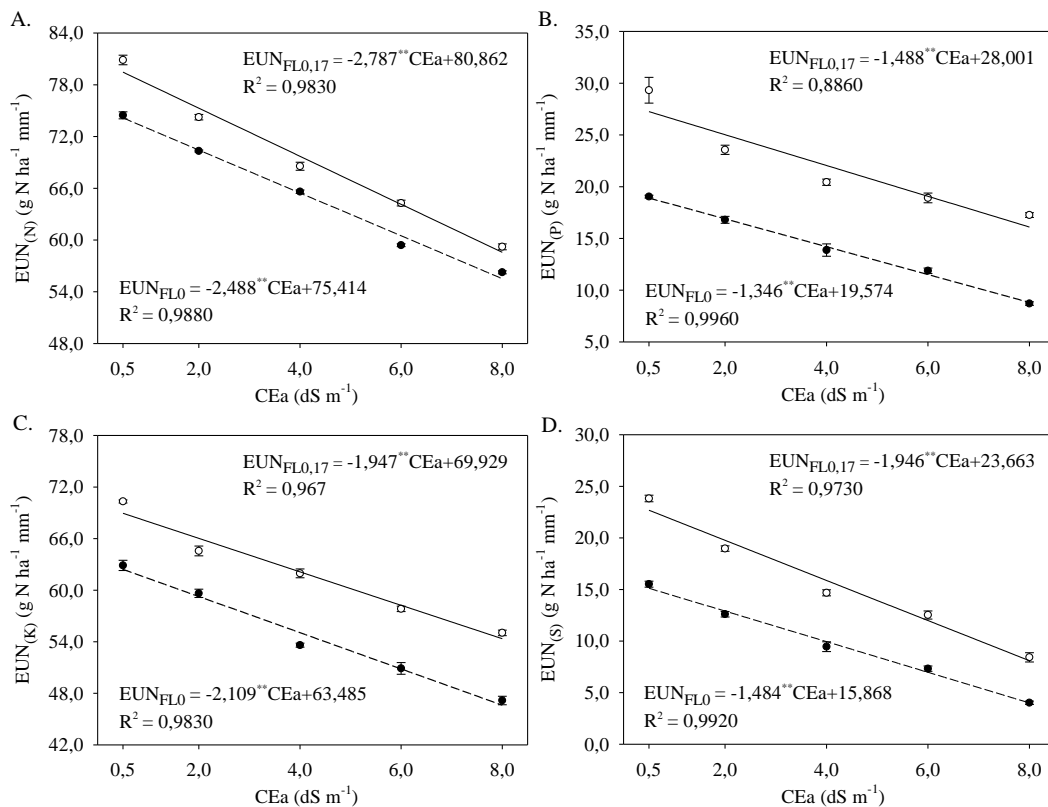 A.
84,0
78,0
72,0
66,0
60,0
54,0
48,0
EUN(N) (g N ha-1 mm-1)
EUNFL0,17 = -2,787**CEa+80,862
R2 = 0,9830
EUNFL0 = -2,488**CEa+75,414
R2 = 0,9880
0,5 2,0 4,0 6,0 8,0
CEa (dS m-1)
B.
35,0
30,0
25,0
20,0
15,0
10,0
5,0
EUN(P) (g N ha-1 mm-1)
EUNFL0,17 = -1,488**CEa+28,001
R2 = 0,8860
EUNFL0 = -1,346**CEa+19,574
R2 = 0,9960
0,5 2,0 4,0 6,0 8,0
CEa (dS m-1)
C.
78,0
72,0
66,0
60,0
54,0
48,0
42,0
EUN(K) (g N ha-1 mm-1)
EUNFL0,17 = -1,947**CEa+69,929
R2 = 0,967
EUNFL0 = -2,109**CEa+63,485
R2 = 0,9830
0,5 2,0 4,0 6,0 8,0
CEa (dS m-1)
D.
30,0
25,0
20,0
15,0
10,0
5,0
0,0
EUN(S) (g N ha-1 mm-1)
EUNFL0,17 = -1,946**CEa+23,663
R2 = 0,9730
EUNFL0 = -1,484**CEa+15,868
R2 = 0,9920
0,5 2,0 4,0 6,0 8,0
CEa (dS m-1)